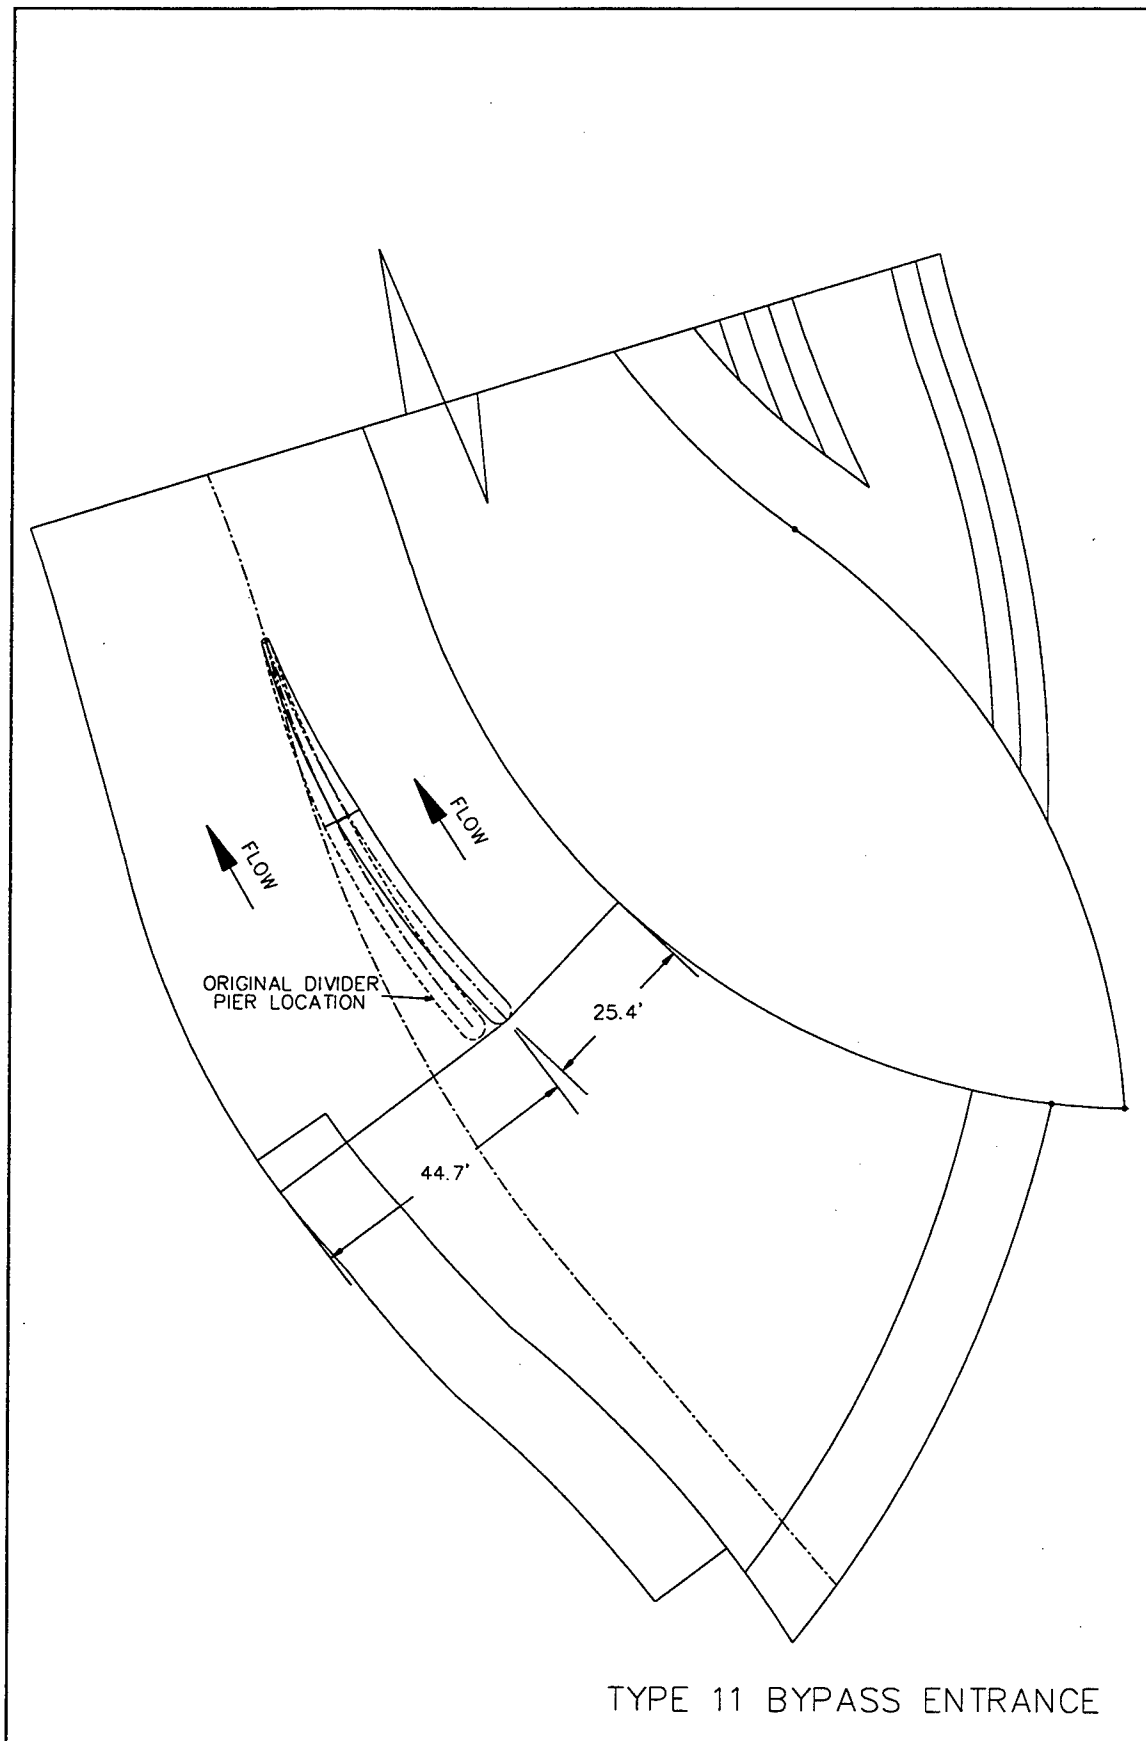 FLOW
FLOW
ORIGINAL DIVIDER
PIER LOCATION
25.4'
44.7'
TYPE 11 BYPASS ENTRANCE